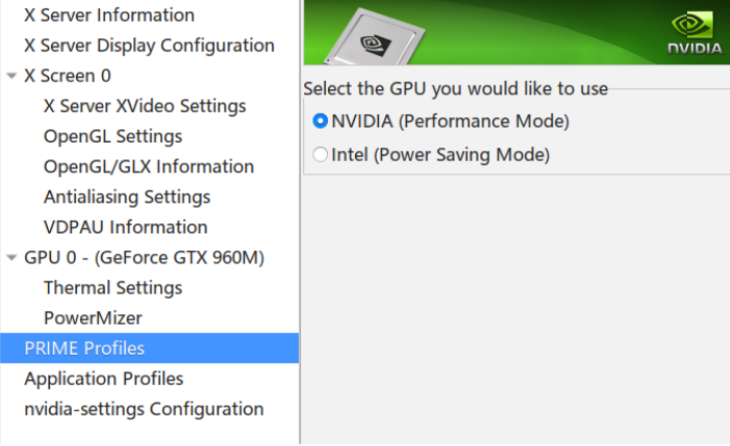 X Server Information
X Server Display Configuration
X Screen 0
X Server XVideo Settings
OpenGL Settings
OpenGL/GLX Information
Antialiasing Settings
VDPAU Information
GPU 0 - (GeForce GTX 960M)
Thermal Settings
PowerMizer
PRIME Profiles
Application Profiles
nvidia-settings Configuration
NVIDIA
Select the GPU you would like to use
NVIDIA (Performance Mode)
Intel (Power Saving Mode)